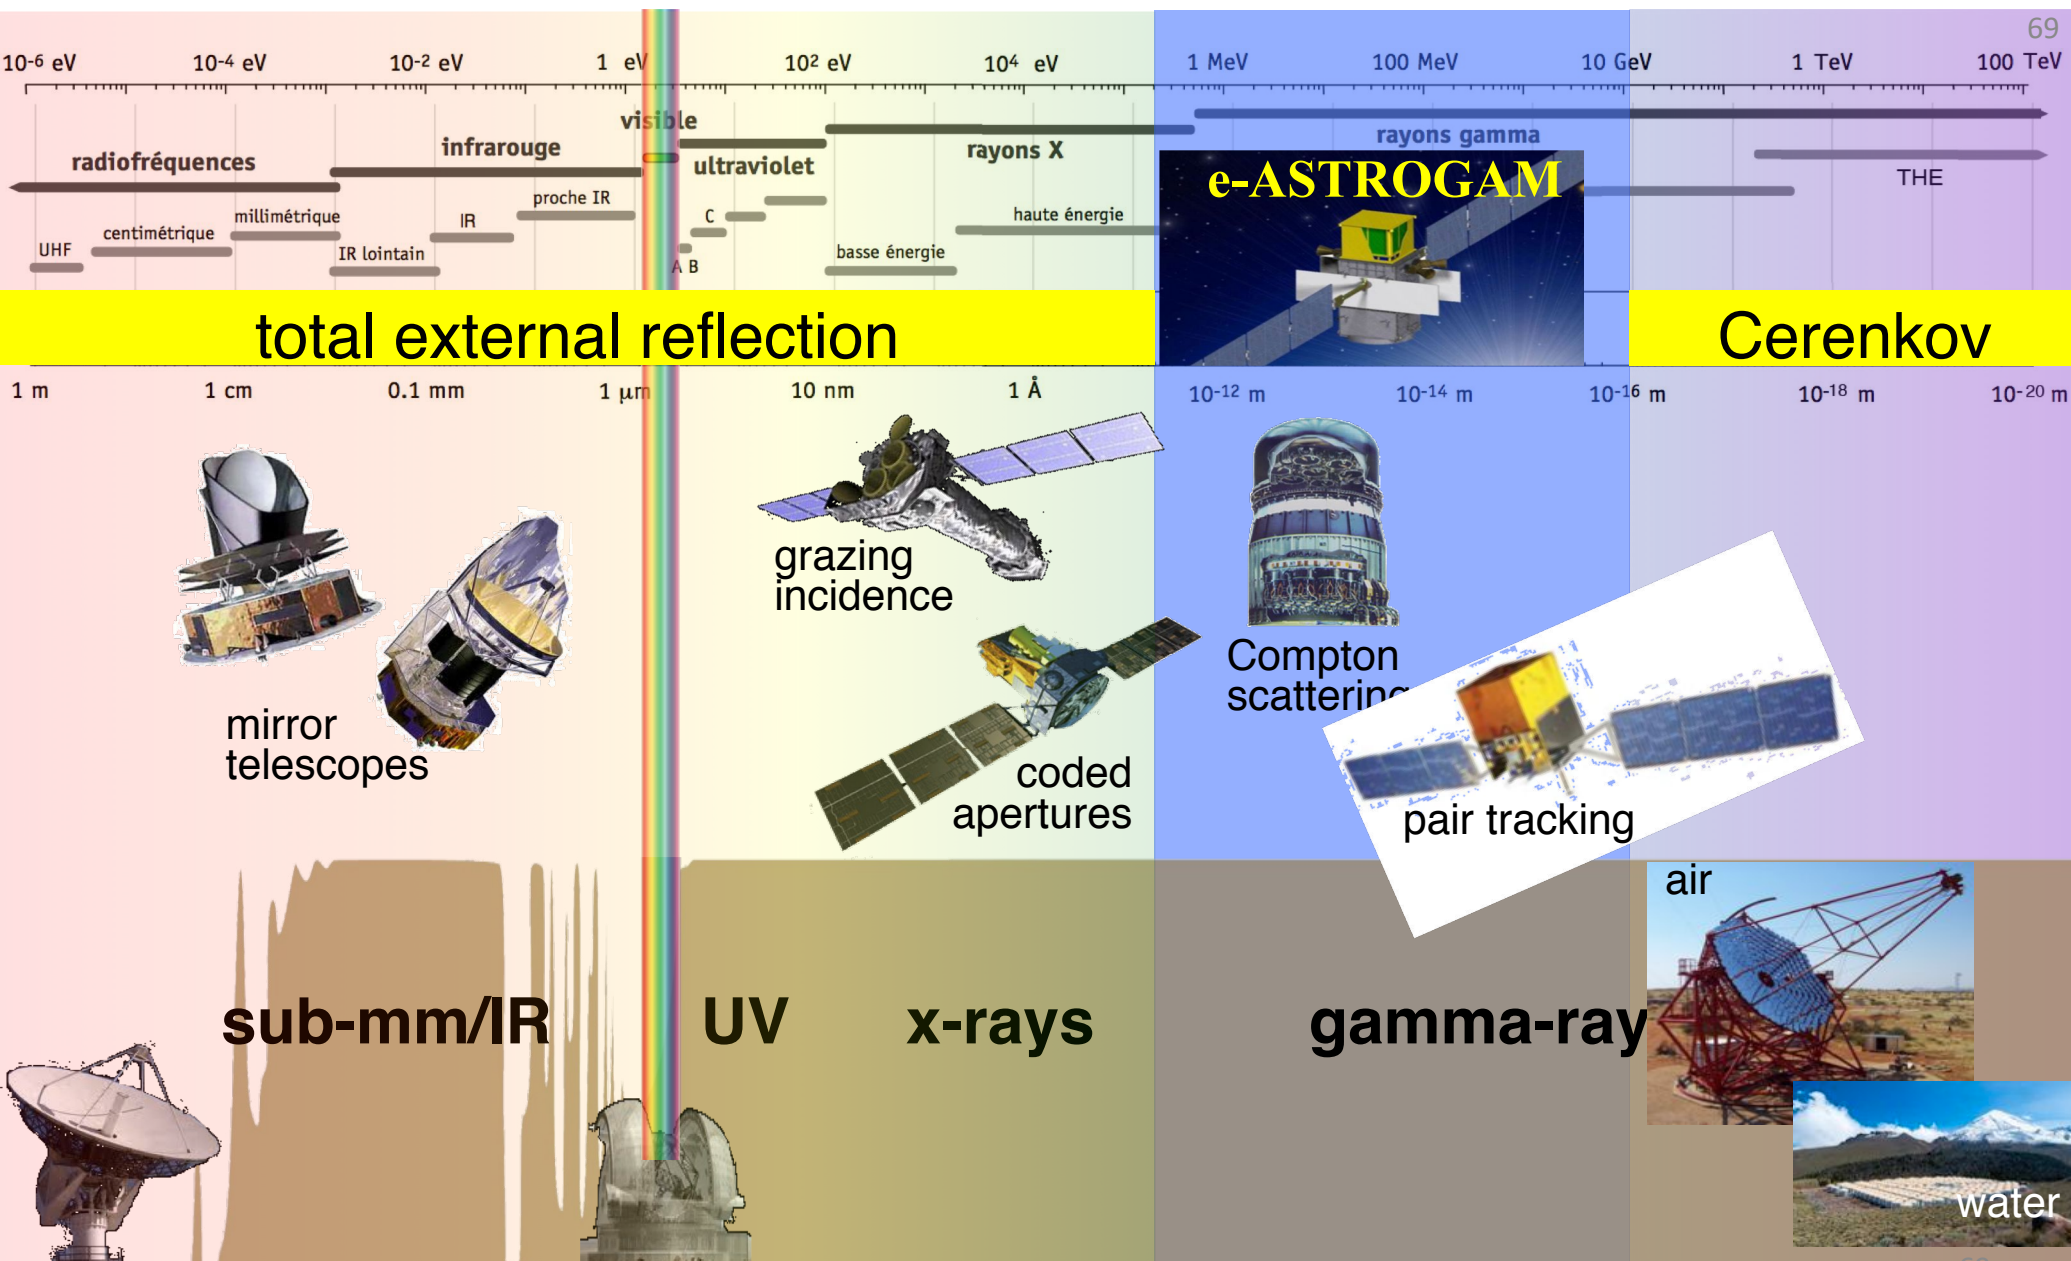 69
10-6 eV 10-4 eV 10-2 eV 1 eV 10² eV 10⁴ eV 1 MeV 100 MeV 10 GeV 1 TeV 100 TeV
visible
radiofréquences infrarouge ultraviolet rayons X rayons gamma
THE
proche IR
millimétrique IR C haute énergie
UHF centimétrique IR lointain A B basse énergie
e-ASTROGAM
total external reflection Cerenkov
1 m 1 cm 0.1 mm 1 µm 10 nm 1 Å 10-12 m 10-14 m 10-16 m 10-18 m 10-20 m
grazing
incidence
Compton
scattering
mirror
telescopes
coded
apertures
pair tracking
air
sub-mm/IR UV x-rays gamma-ray
water